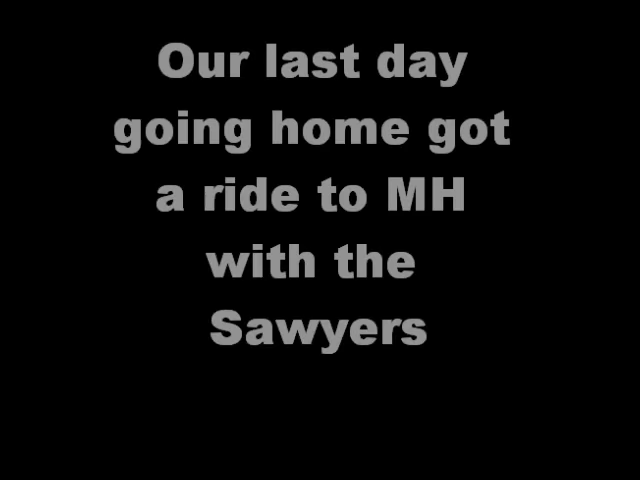 Our last day
going home got
a ride to MH
with the
Sawyers